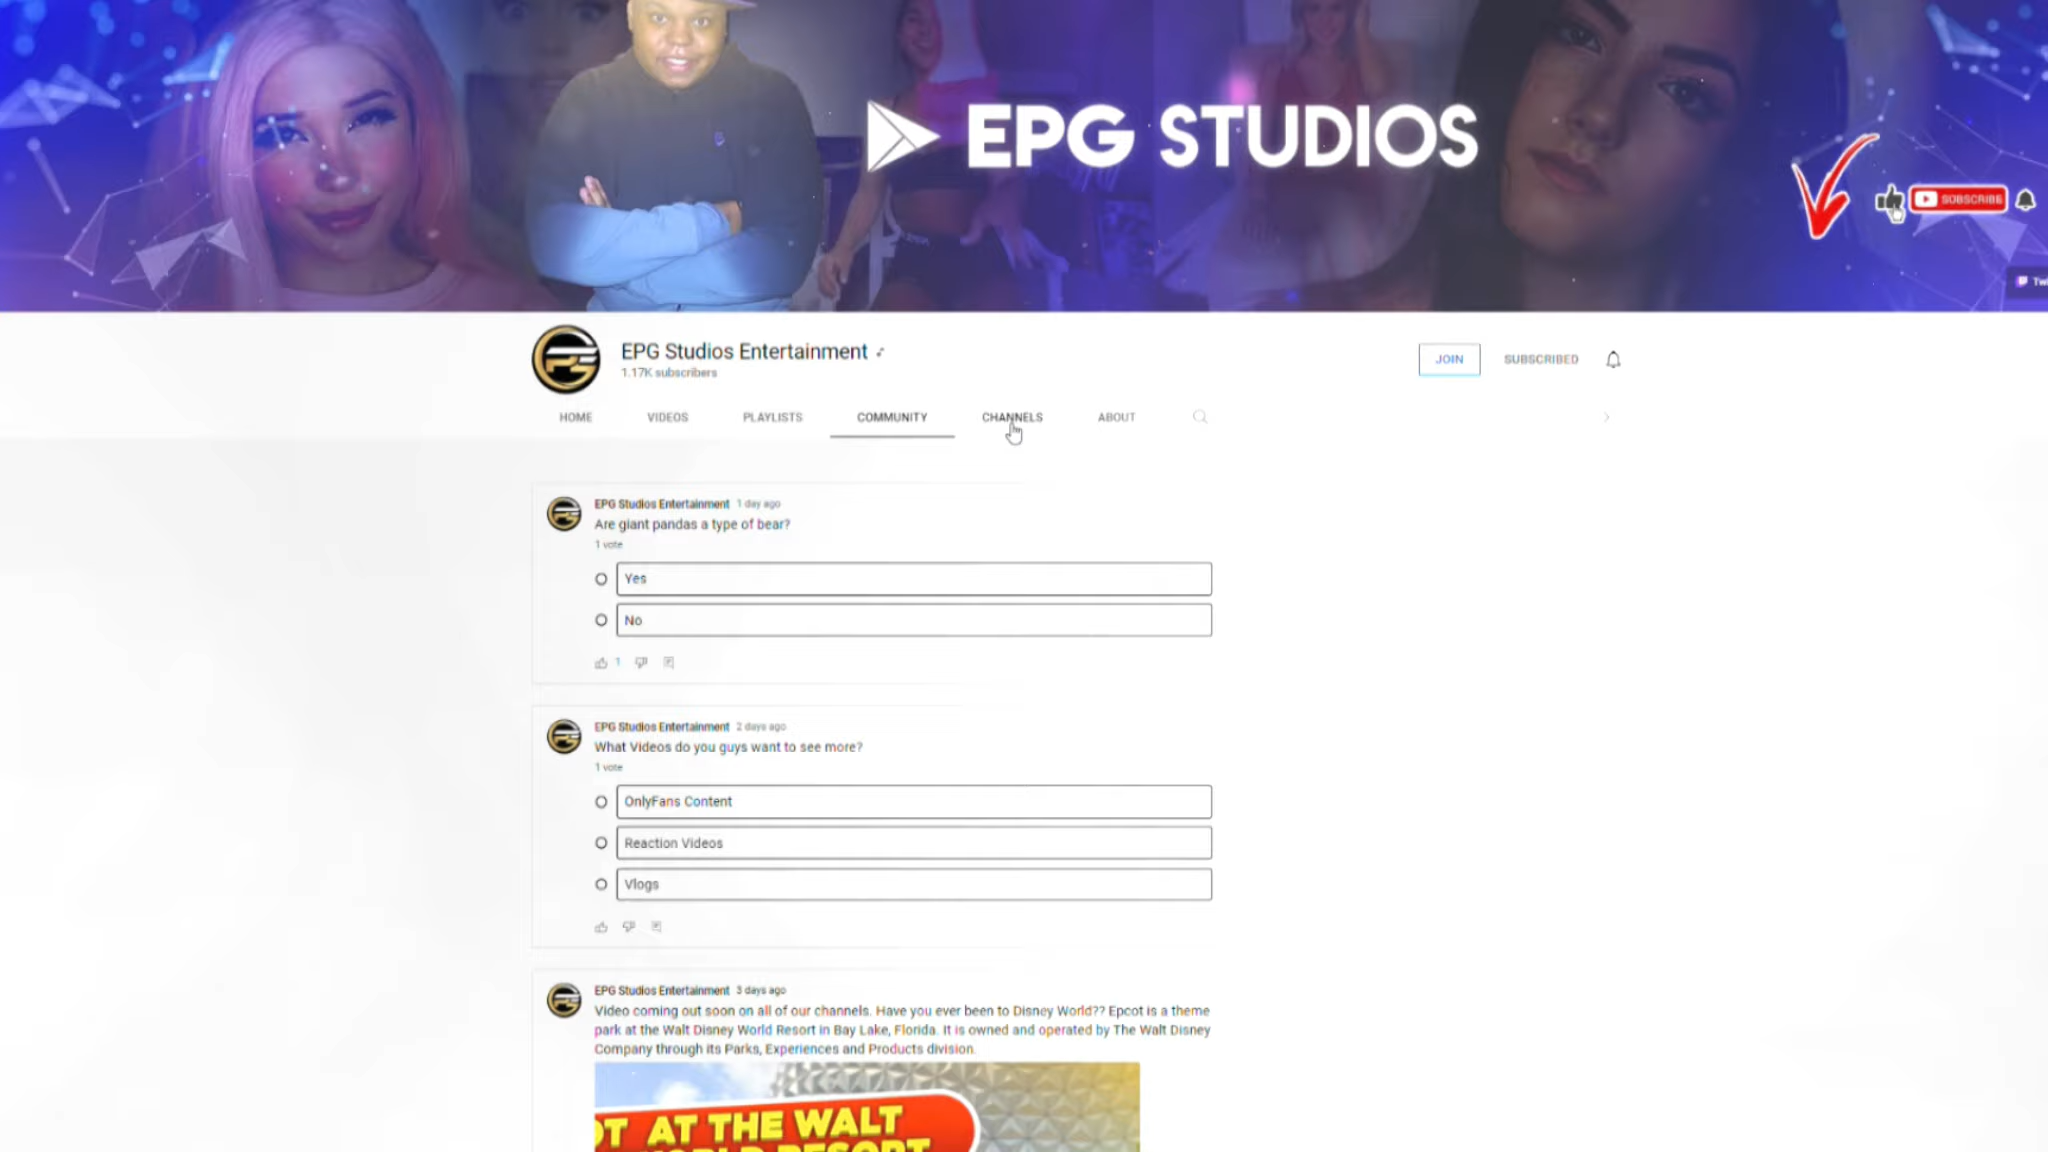 EPG STUDIOS
SUBSCRIBE
EPG Studios Entertainment
1.17K subscribers
JOIN
SUBSCRIBED
HOME
VIDEOS
PLAYLISTS
COMMUNITY
CHANNELS
ABOUT
EPG Studios Entertainment 1 day ago
Are giant pandas a type of bear?
1 vote
Yes
No
1
EPG Studios Entertainment 2 days ago
What Videos do you guys want to see more?
1 vote
OnlyFans Content
Reaction Videos
Vlogs
EPG Studios Entertainment 3 days ago
Video coming out soon on all of our channels. Have you ever been to Disney World?? Epcot is a theme
park at the Walt Disney World Resort in Bay Lake, Florida. It is owned and operated by The Walt Disney
Company through its Parks, Experiences and Products division.
OT AT THE WALT
WORLD RESORT